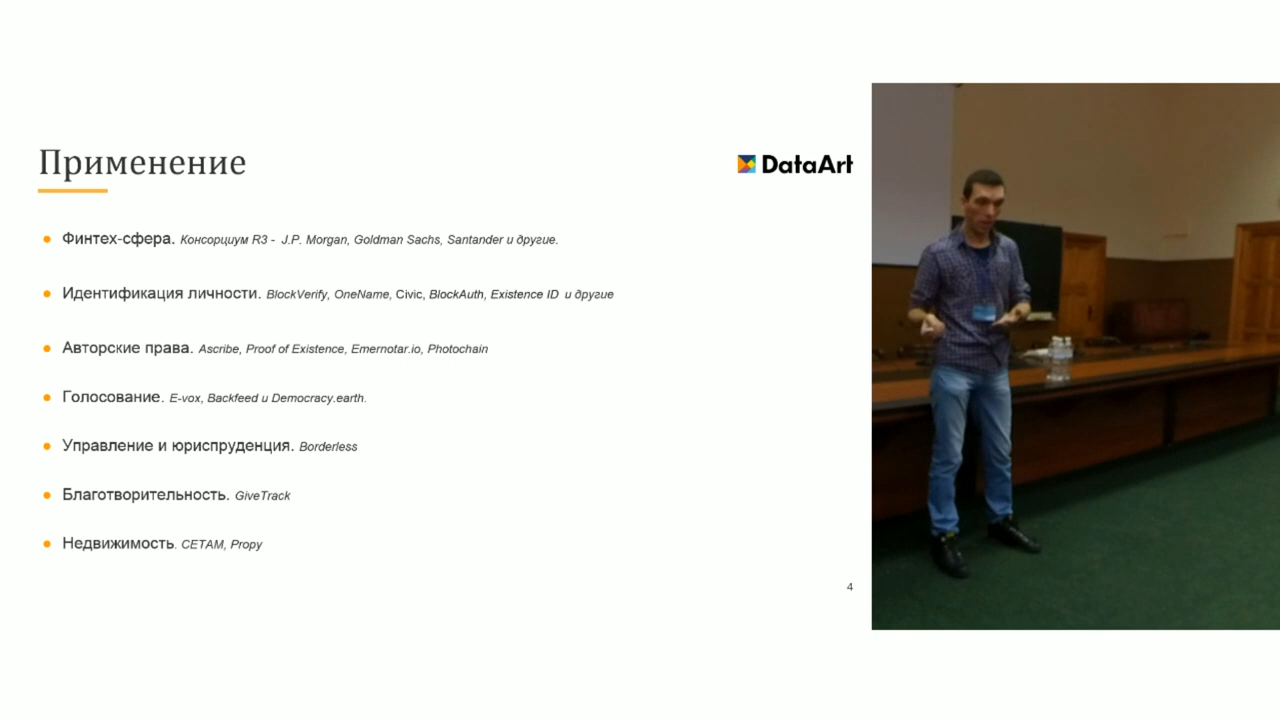 Применение
DataArt
Финтех-сфера. Консорциум R3 - J.P. Morgan, Goldman Sachs, Santander и другие.
Идентификация личности. BlockVerify, OneName, Civic, BlockAuth, Existence ID и другие
Авторские права. Ascribe, Proof of Existence, Emernotar.io, Photochain
Голосование. E-vox, Backfeed и Democracy.earth.
Управление и юриспруденция. Borderless
Благотворительность. GiveTrack
Недвижимость. CETAM, Propy
4